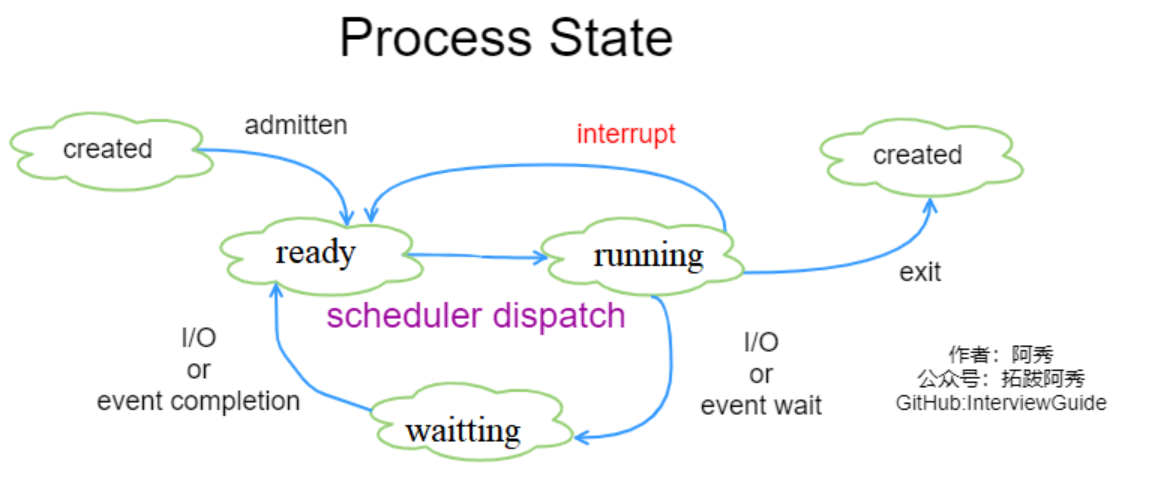 Process State
created
admitten
interrupt
created
ready
running
exit
scheduler dispatch
I/O
or
event completion
I/O
or
event wait
waitting
作者：阿秀
公众号：拓跋阿秀
GitHub:InterviewGuide